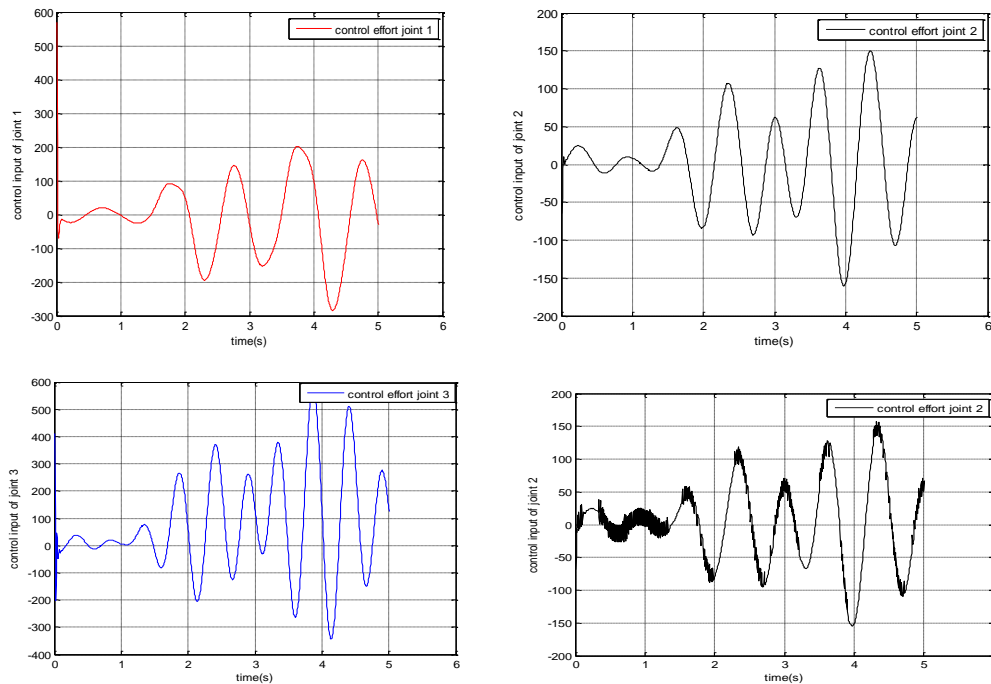 control effort joint 1
600
500
400
300
200
100
0
-100
-200
-300
control input of joint 1
0 1 2 3 4 5 6
time(s)
control effort joint 2
200
150
100
50
0
-50
-100
-150
-200
control input of joint 2
0 1 2 3 4 5 6
time(s)
control effort joint 3
600
500
400
300
200
100
0
-100
-200
-300
-400
control input of joint 3
0 1 2 3 4 5 6
time(s)
control effort joint 2
200
150
100
50
0
-50
-100
-150
-200
control input of joint 2
0 1 2 3 4 5 6
time(s)